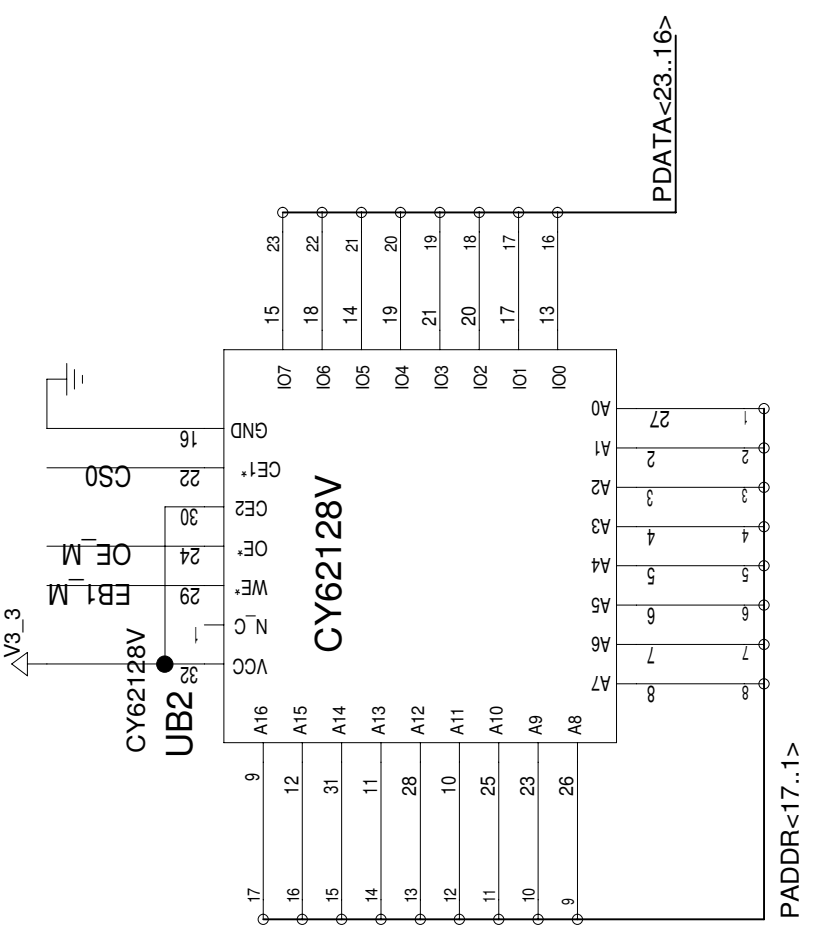 V3_3
CY62128V
UB2
CY62128V
PDATA<23..16>
PADDR<17..1>
CS0
OE_M
EB1_M
16 GND
22 CE1*
30 CE2
24 OE*
29 WE*
1 N_C
32 VCC
IO7 15 23
IO6 18 22
IO5 14 21
IO4 19 20
IO3 21 19
IO2 20 18
IO1 17 17
IO0 13 16
A0 27 1
A1 2 2
A2 3 3
A3 4 4
A4 5 5
A5 6 6
A6 7 7
A7 8 8
17 9 A16
16 12 A15
15 31 A14
14 11 A13
13 28 A12
12 10 A11
11 25 A10
10 23 A9
9 26 A8